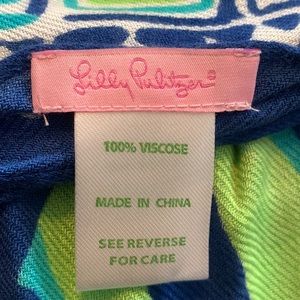 Lilly Pulitzer®
100% VISCOSE
MADE IN CHINA
SEE REVERSE
FOR CARE